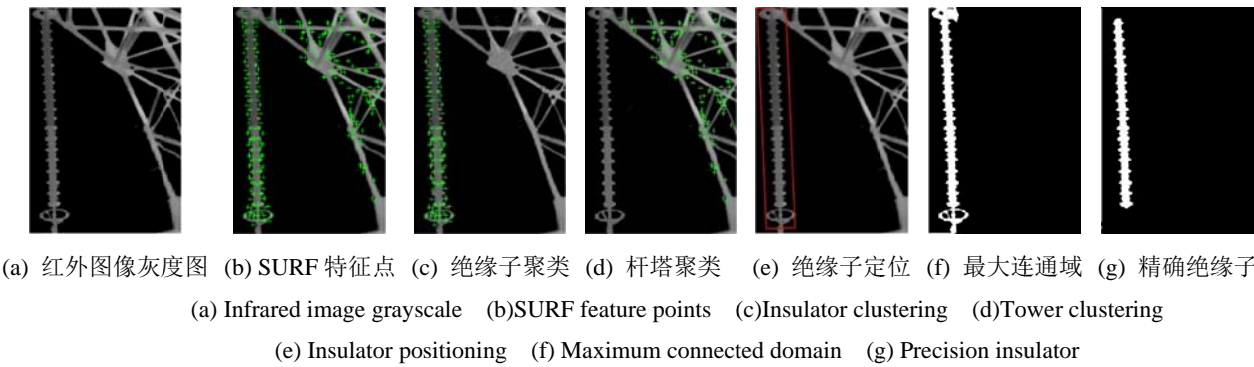 (a) 红外图像灰度图 (b) SURF 特征点 (c) 绝缘子聚类 (d) 杆塔聚类 (e) 绝缘子定位 (f) 最大连通域 (g) 精确绝缘子
(a) Infrared image grayscale (b)SURF feature points (c)Insulator clustering (d)Tower clustering
(e) Insulator positioning (f) Maximum connected domain (g) Precision insulator